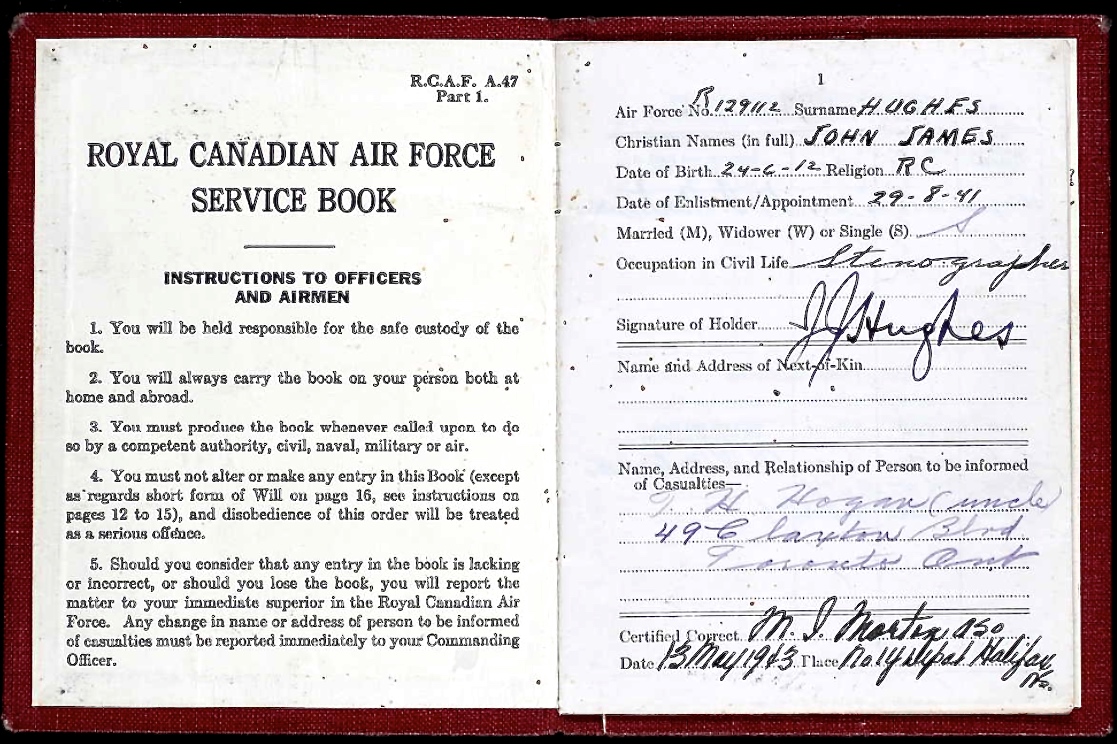 R.C.A.F. A.47
Part 1.
ROYAL CANADIAN AIR FORCE
SERVICE BOOK
INSTRUCTIONS TO OFFICERS
AND AIRMEN
1. You will be held responsible for the safe custody of the
book.
2. You will always carry the book on your person both at
home and abroad.
3. You must produce the book whenever called upon to do
so by a competent authority, civil, naval, military or air.
4. You must not alter or make any entry in this Book (except
as regards short form of Will on page 16, see instructions on
pages 12 to 15), and disobedience of this order will be treated
as a serious offence.
5. Should you consider that any entry in the book is lacking
or incorrect, or should you lose the book, you will report the
matter to your immediate superior in the Royal Canadian Air
Force. Any change in name or address of person to be informed
of casualties must be reported immediately to your Commanding
Officer.
1
Air Force No. R129112 Surname HUGHES
Christian Names (in full) JOHN JAMES
Date of Birth 24-6-12 Religion RC
Date of Enlistment/Appointment 29-8-41
Married (M), Widower (W) or Single (S) S
Occupation in Civil Life Stenographer
Signature of Holder JJHughes
Name and Address of Next-of-Kin
Name, Address, and Relationship of Person to be informed
of Casualties—
T. H. Hogan (uncle
49 Claxton Blvd
Toronto Ont
Certified Correct M. I. Morton ASO
Date 13 May 1943 Place No. 1 Y Depot Halifax
NS.